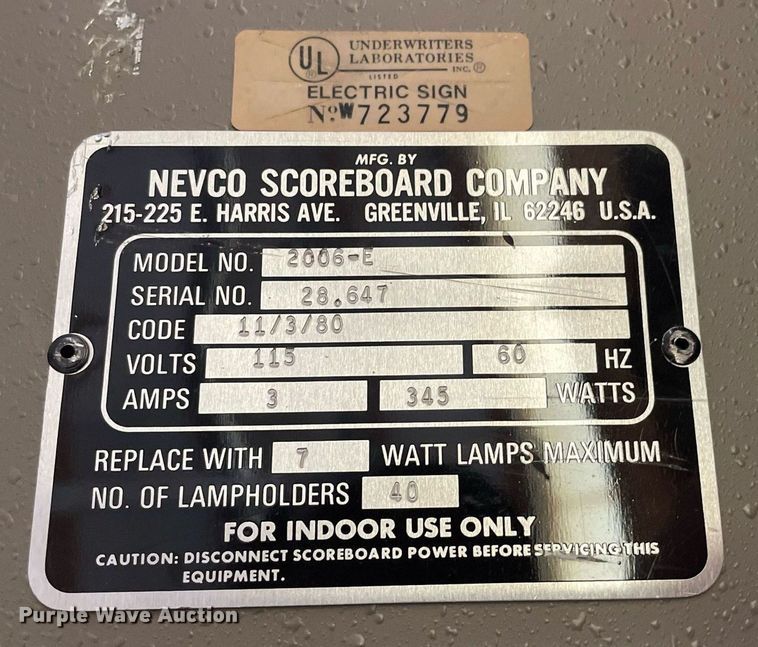 UL
®
UNDERWRITERS
LABORATORIES
INC. ®
LISTED
ELECTRIC SIGN
No. W723779
MFG. BY
NEVCO SCOREBOARD COMPANY
215-225 E. HARRIS AVE. GREENVILLE, IL 62246 U.S.A.
MODEL NO. 2006-E
SERIAL NO. 28,647
CODE 11/3/80
VOLTS 115 60 HZ
AMPS 3 345 WATTS
REPLACE WITH 7 WATT LAMPS MAXIMUM
NO. OF LAMPHOLDERS 40
FOR INDOOR USE ONLY
CAUTION: DISCONNECT SCOREBOARD POWER BEFORE SERVICING THIS
EQUIPMENT.
Purple Wave Auction